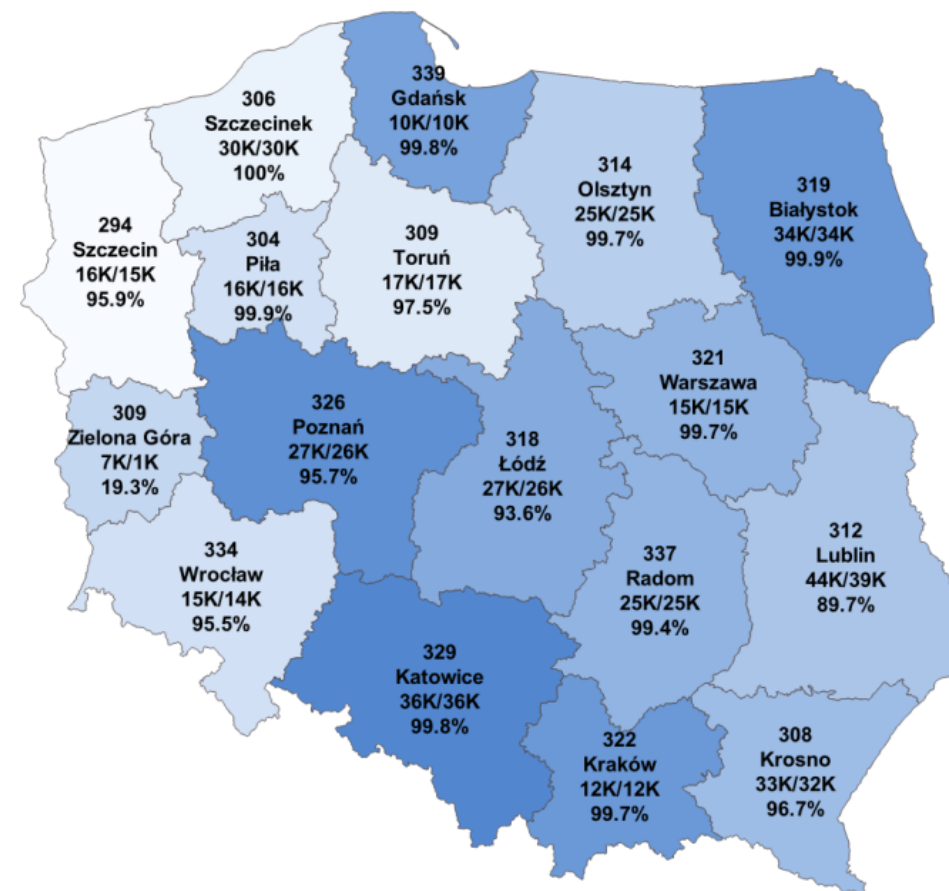 339
Gdańsk
10K/10K
99.8%
306
Szczecinek
30K/30K
100%
314
Olsztyn
25K/25K
99.7%
319
Białystok
34K/34K
99.9%
294
Szczecin
16K/15K
95.9%
304
Piła
16K/16K
99.9%
309
Toruń
17K/17K
97.5%
321
Warszawa
15K/15K
99.7%
309
Zielona Góra
7K/1K
19.3%
326
Poznań
27K/26K
95.7%
318
Łódź
27K/26K
93.6%
312
Lublin
44K/39K
89.7%
334
Wrocław
15K/14K
95.5%
337
Radom
25K/25K
99.4%
329
Katowice
36K/36K
99.8%
322
Kraków
12K/12K
99.7%
308
Krosno
33K/32K
96.7%